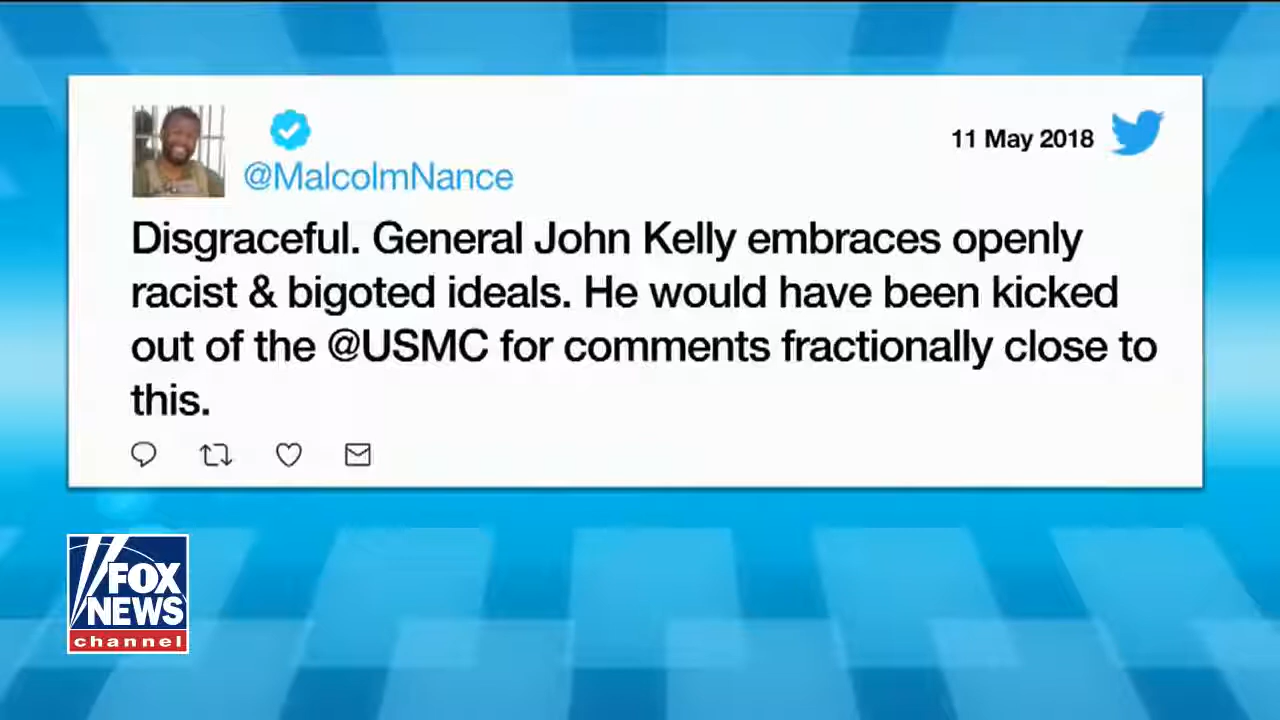 11 May 2018
@MalcolmNance
Disgraceful. General John Kelly embraces openly
racist & bigoted ideals. He would have been kicked
out of the @USMC for comments fractionally close to
this.
FOX
NEWS
channel